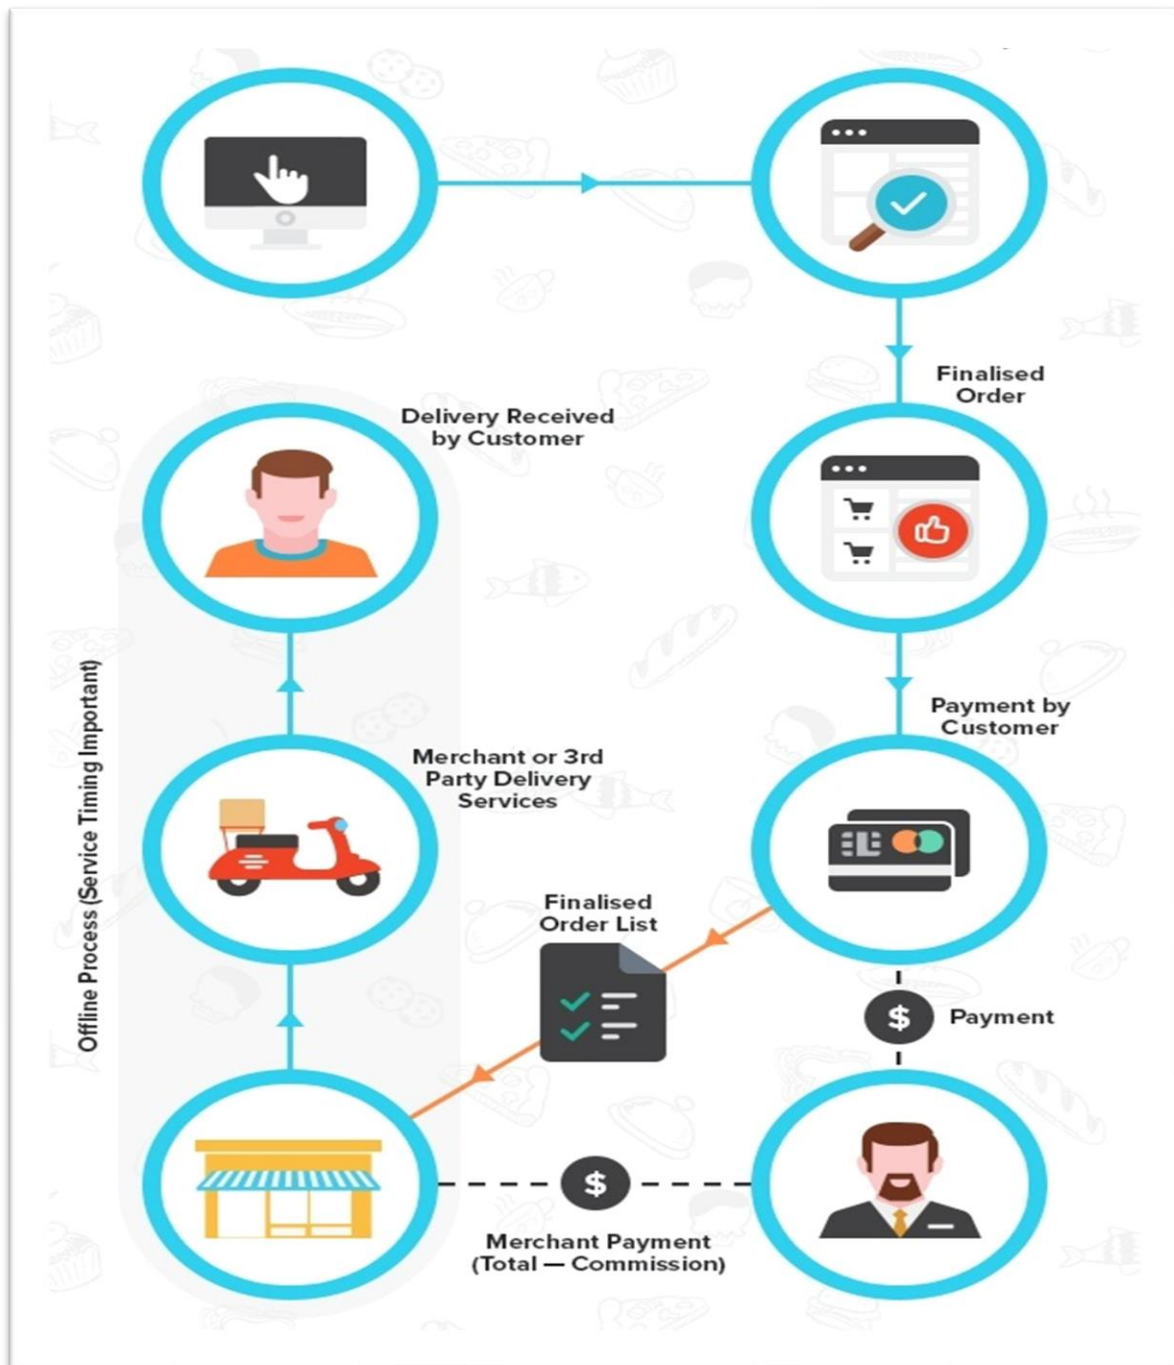 Finalised
Order
Delivery Received
by Customer
Payment by
Customer
Merchant or 3rd
Party Delivery
Services
Offline Process (Service Timing Important)
Finalised
Order List
$
Payment
$
Merchant Payment
(Total — Commission)